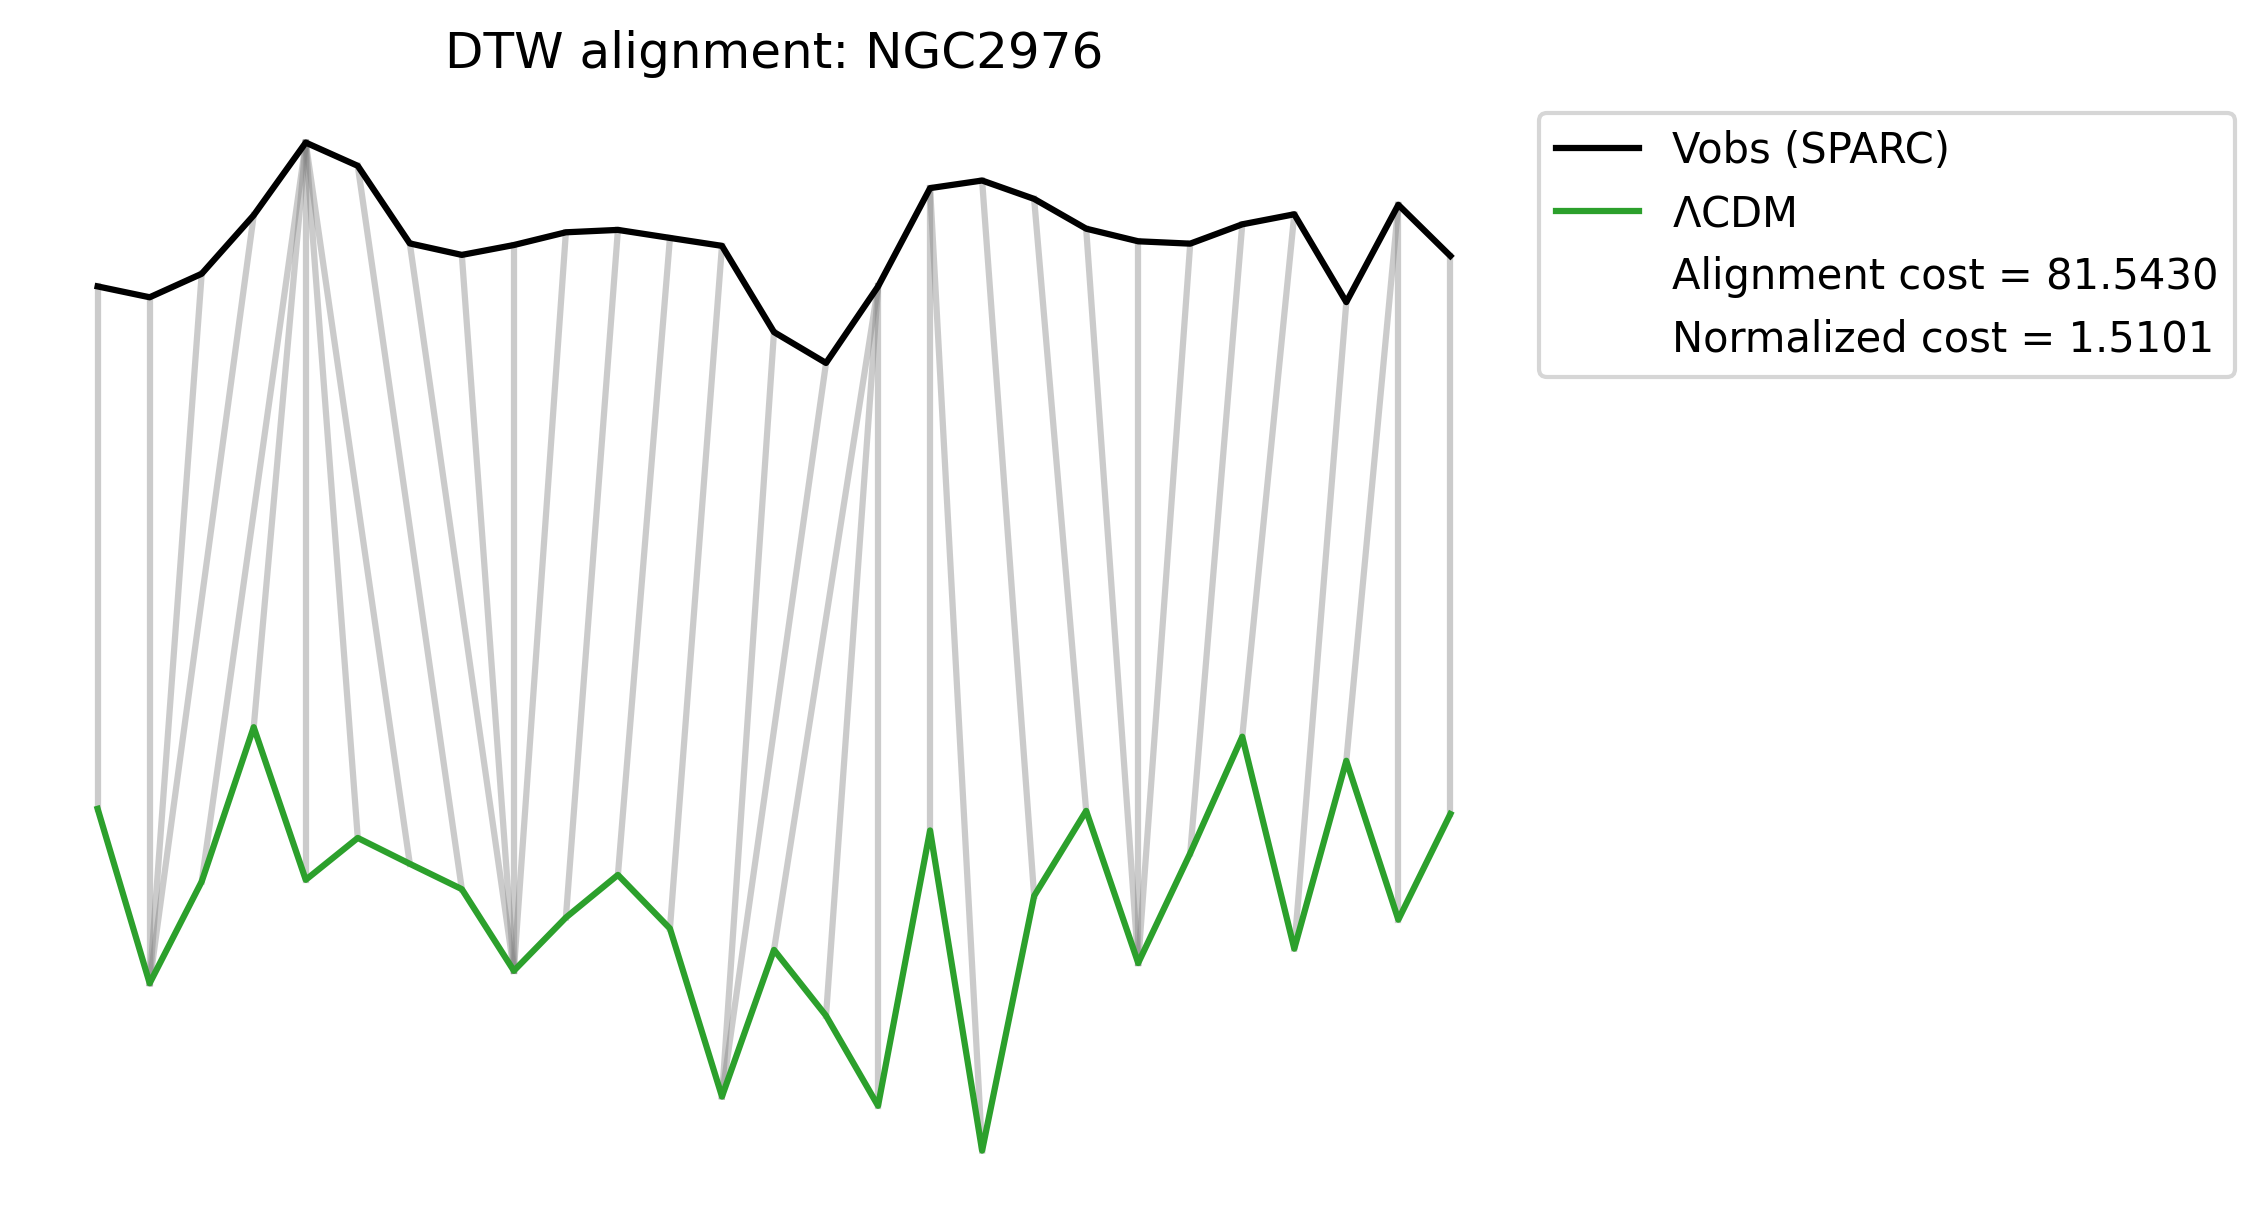 DTW alignment: NGC2976
Vobs (SPARC)
ΛCDM
Alignment cost = 81.5430
Normalized cost = 1.5101